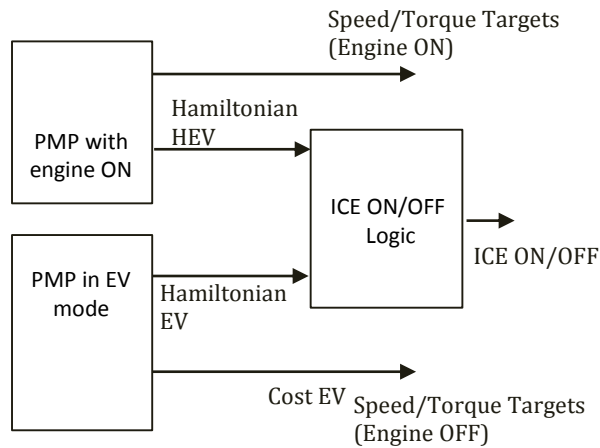 Speed/Torque Targets
(Engine ON)
Hamiltonian
HEV
PMP with
engine ON
ICE ON/OFF
Logic
ICE ON/OFF
PMP in EV
mode
Hamiltonian
EV
Cost EV
Speed/Torque Targets
(Engine OFF)